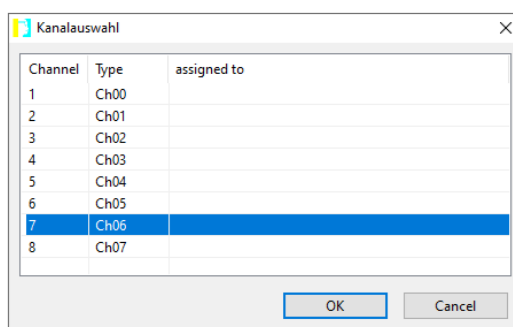 Kanalauswahl
Channel Type assigned to
1 Ch00
2 Ch01
3 Ch02
4 Ch03
5 Ch04
6 Ch05
7 Ch06
8 Ch07
OK Cancel